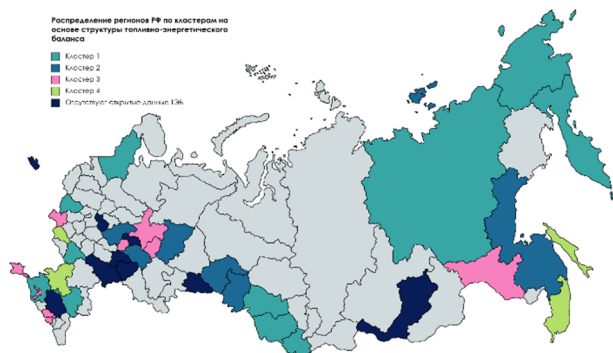 Распределение регионов РФ по кластерам на
основе структуры топливно-энергетического
баланса
Кластер 1
Кластер 2
Кластер 3
Кластер 4
Отсутствуют открытые данные ТЭБ